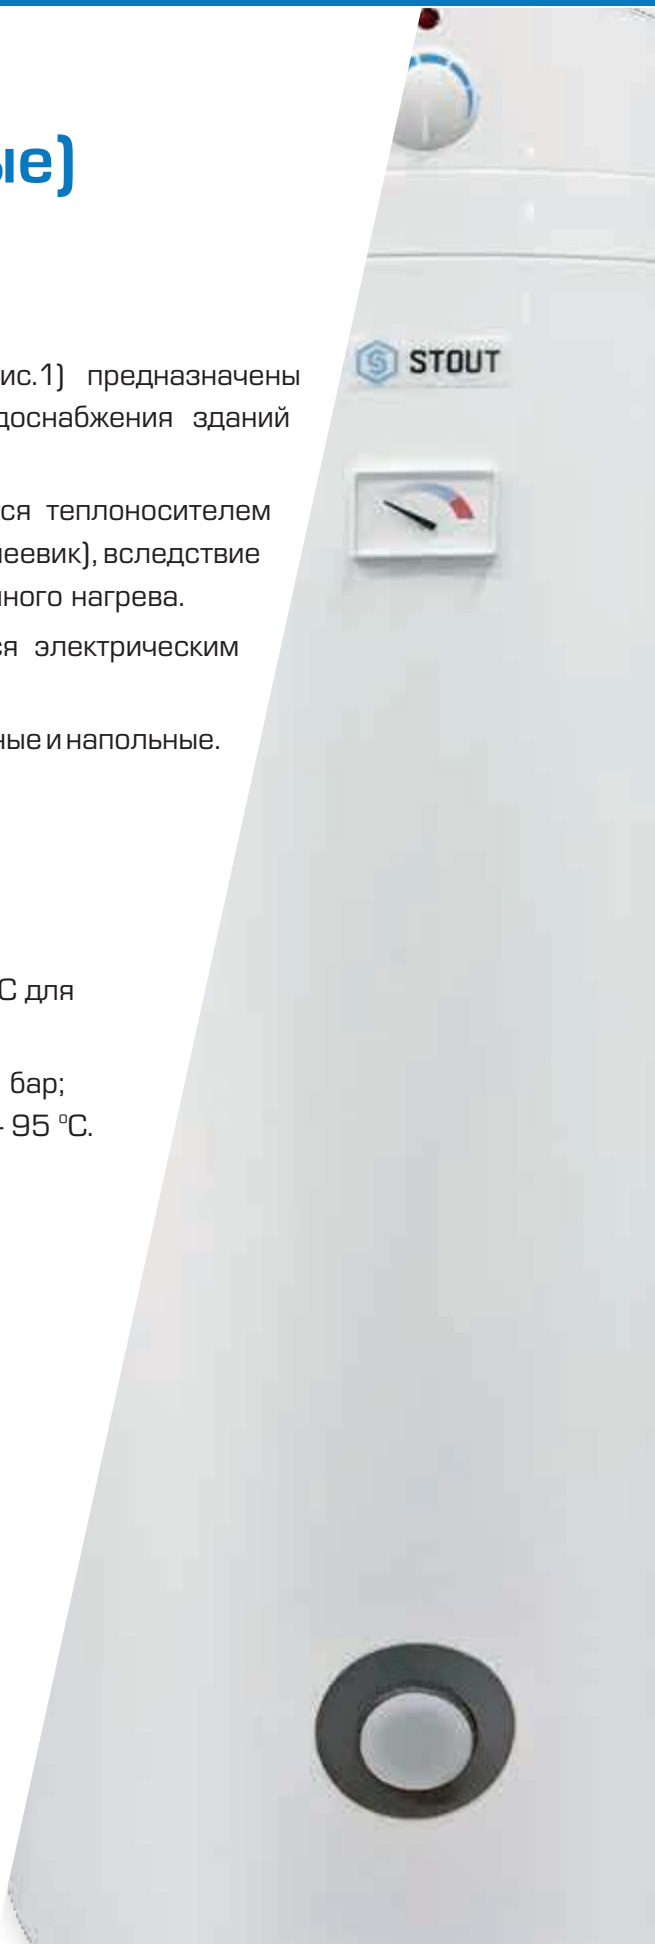 ые)
ис.1) предназначены
доснабжения зданий
ся теплоносителем
еевик), вследствие
ного нагрева.
ся электрическим
ные и напольные.
С для
бар;
- 95 °С.
STOUT